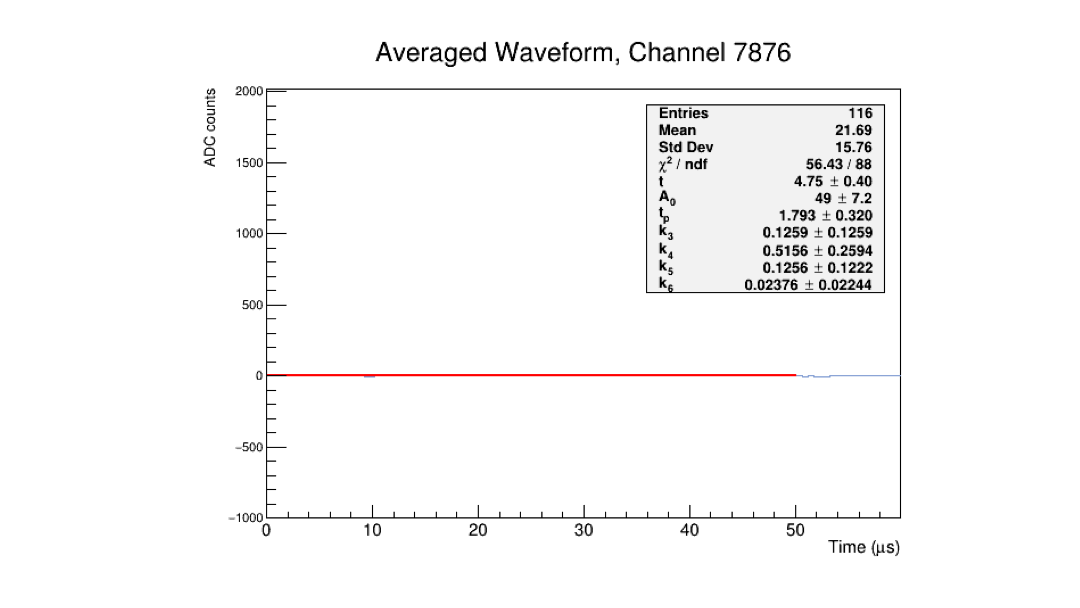 Averaged Waveform, Channel 7876
ADC counts
2000
1500
1000
500
0
−500
−1000
Entries 116
Mean 21.69
Std Dev 15.76
χ² / ndf 56.43 / 88
t 4.75 ± 0.40
A₀ 49 ± 7.2
tₚ 1.793 ± 0.320
k₃ 0.1259 ± 0.1259
k₄ 0.5156 ± 0.2594
k₅ 0.1256 ± 0.1222
k₆ 0.02376 ± 0.02244
0 10 20 30 40 50
Time (μs)